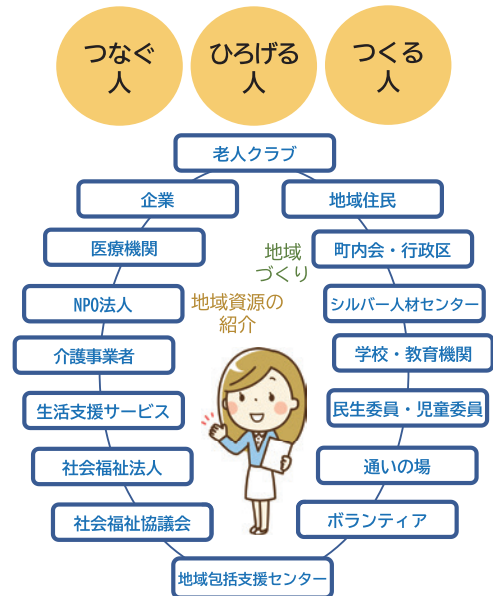 つなぐ
人
ひろげる
人
つくる
人
老人クラブ
企業
地域住民
医療機関
地域
づくり
町内会・行政区
NPO法人
地域資源の
紹介
シルバー人材センター
介護事業者
学校・教育機関
生活支援サービス
民生委員・児童委員
社会福祉法人
通いの場
社会福祉協議会
ボランティア
地域包括支援センター